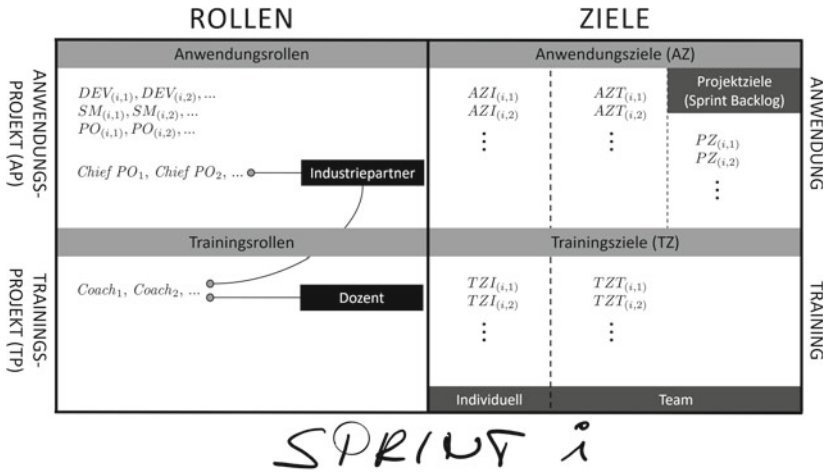 ROLLEN
ZIELE
ANWENDUNGS-
PROJEKT (AP)
Anwendungsrollen
DEV(i,1), DEV(i,2), ...
SM(i,1), SM(i,2), ...
PO(i,1), PO(i,2), ...
Chief PO1, Chief PO2, ...
Industriepartner
Anwendungsziele (AZ)
AZI(i,1)
AZI(i,2)
⋮
AZT(i,1)
AZT(i,2)
⋮
Projektziele
(Sprint Backlog)
PZ(i,1)
PZ(i,2)
⋮
ANWENDUNG
TRAININGS-
PROJEKT (TP)
Trainingsrollen
Coach1, Coach2, ...
Dozent
Trainingsziele (TZ)
TZI(i,1)
TZI(i,2)
⋮
TZT(i,1)
TZT(i,2)
⋮
TRAINING
Individuell
Team
SPRINT i